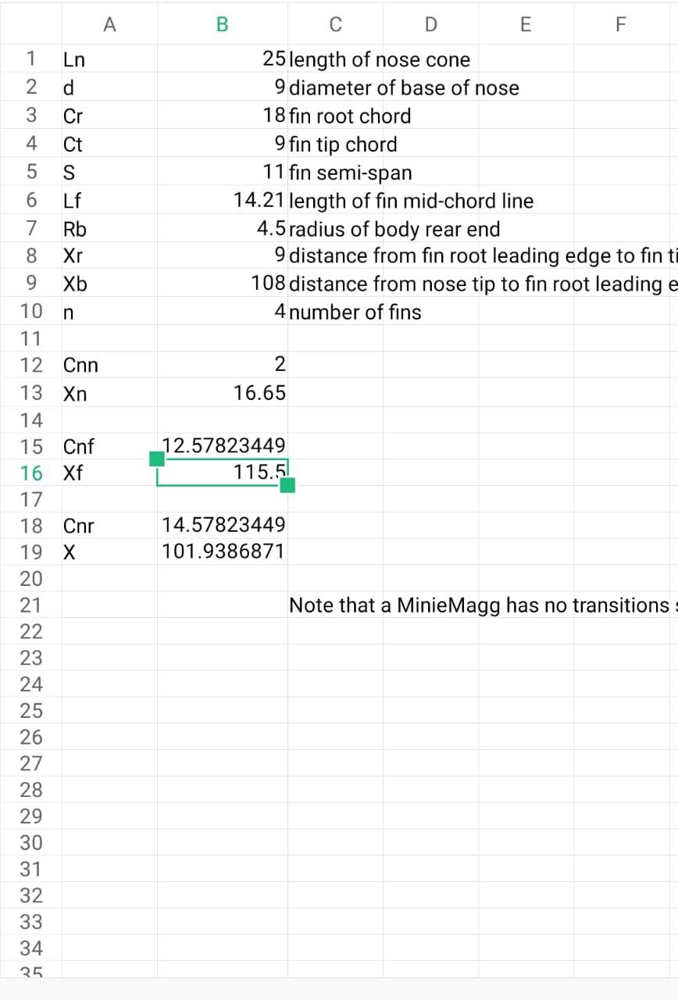 A B C D E F
1 Ln 25 length of nose cone
2 d 9 diameter of base of nose
3 Cr 18 fin root chord
4 Ct 9 fin tip chord
5 S 11 fin semi-span
6 Lf 14.21 length of fin mid-chord line
7 Rb 4.5 radius of body rear end
8 Xr 9 distance from fin root leading edge to fin
9 Xb 108 distance from nose tip to fin root leading
10 n 4 number of fins
11
12 Cnn 2
13 Xn 16.65
14
15 Cnf 12.57823449
16 Xf 115.5
17
18 Cnr 14.57823449
19 X 101.9386871
20
21 Note that a MinieMagg has no transitions
22
23
24
25
26
27
28
29
30
31
32
33
34
35